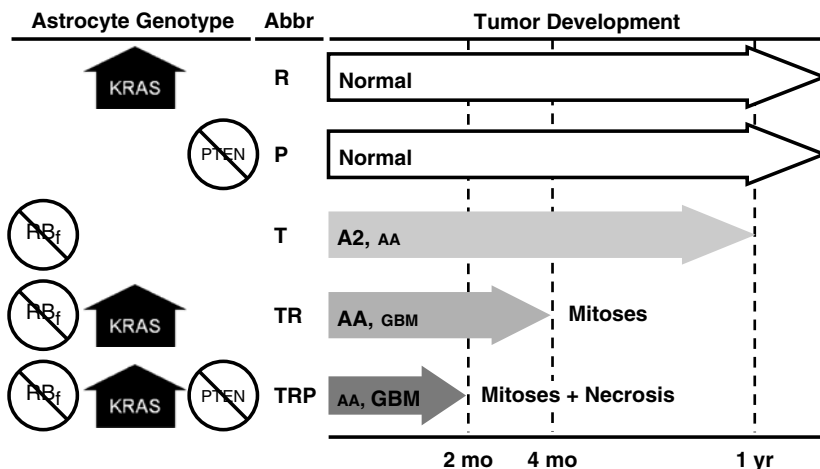 Astrocyte Genotype Abbr Tumor Development
KRAS R Normal
PTEN P Normal
RBf T A2, AA
RBf KRAS TR AA, GBM Mitoses
RBf KRAS PTEN TRP AA, GBM Mitoses + Necrosis
2 mo 4 mo 1 yr